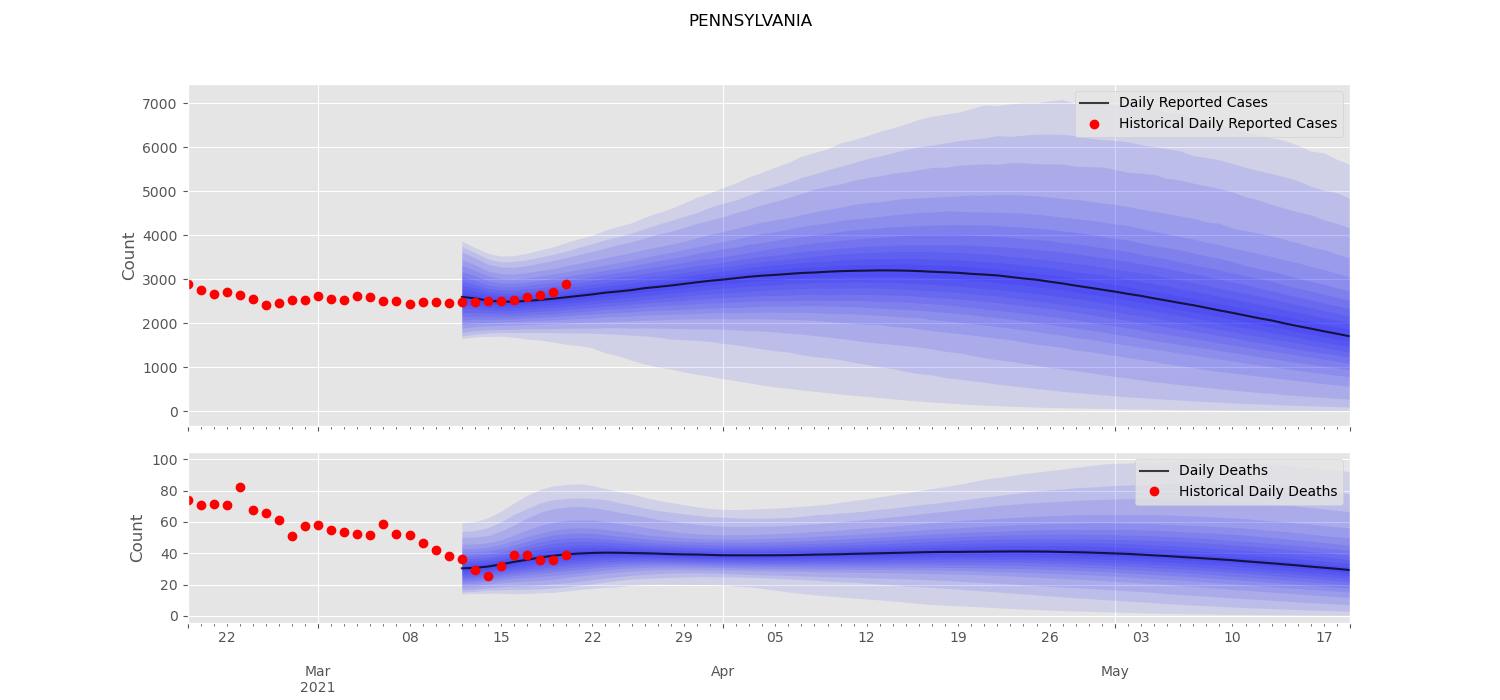 PENNSYLVANIA
7000
6000
5000
4000
3000
2000
1000
0
Count
Daily Reported Cases
Historical Daily Reported Cases
100
80
60
40
20
0
Count
Daily Deaths
Historical Daily Deaths
22 08 15 22 29 05 12 19 26 03 10 17
Mar Apr May
2021